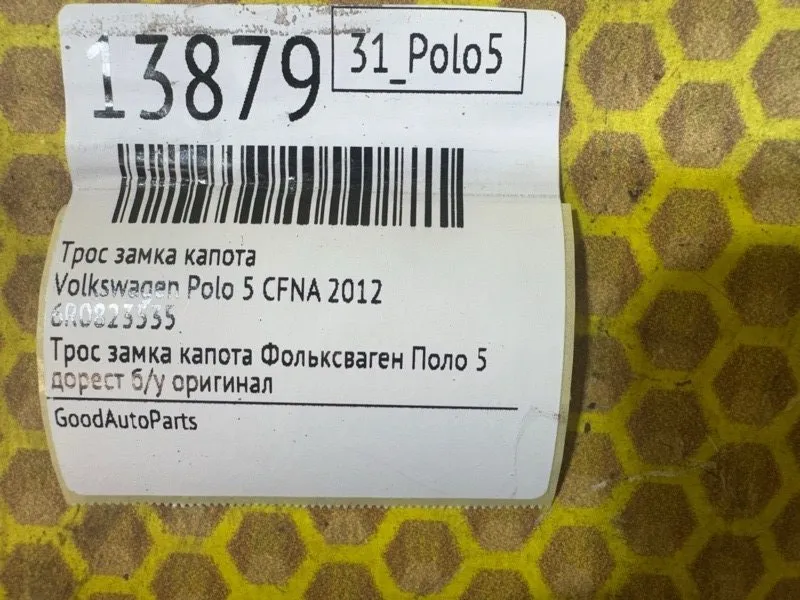 13879
31_Polo5
Трос замка капота
Volkswagen Polo 5 CFNA 2012
6R0823535
Трос замка капота Фольксваген Поло 5
дорест б/у оригинал
GoodAutoParts